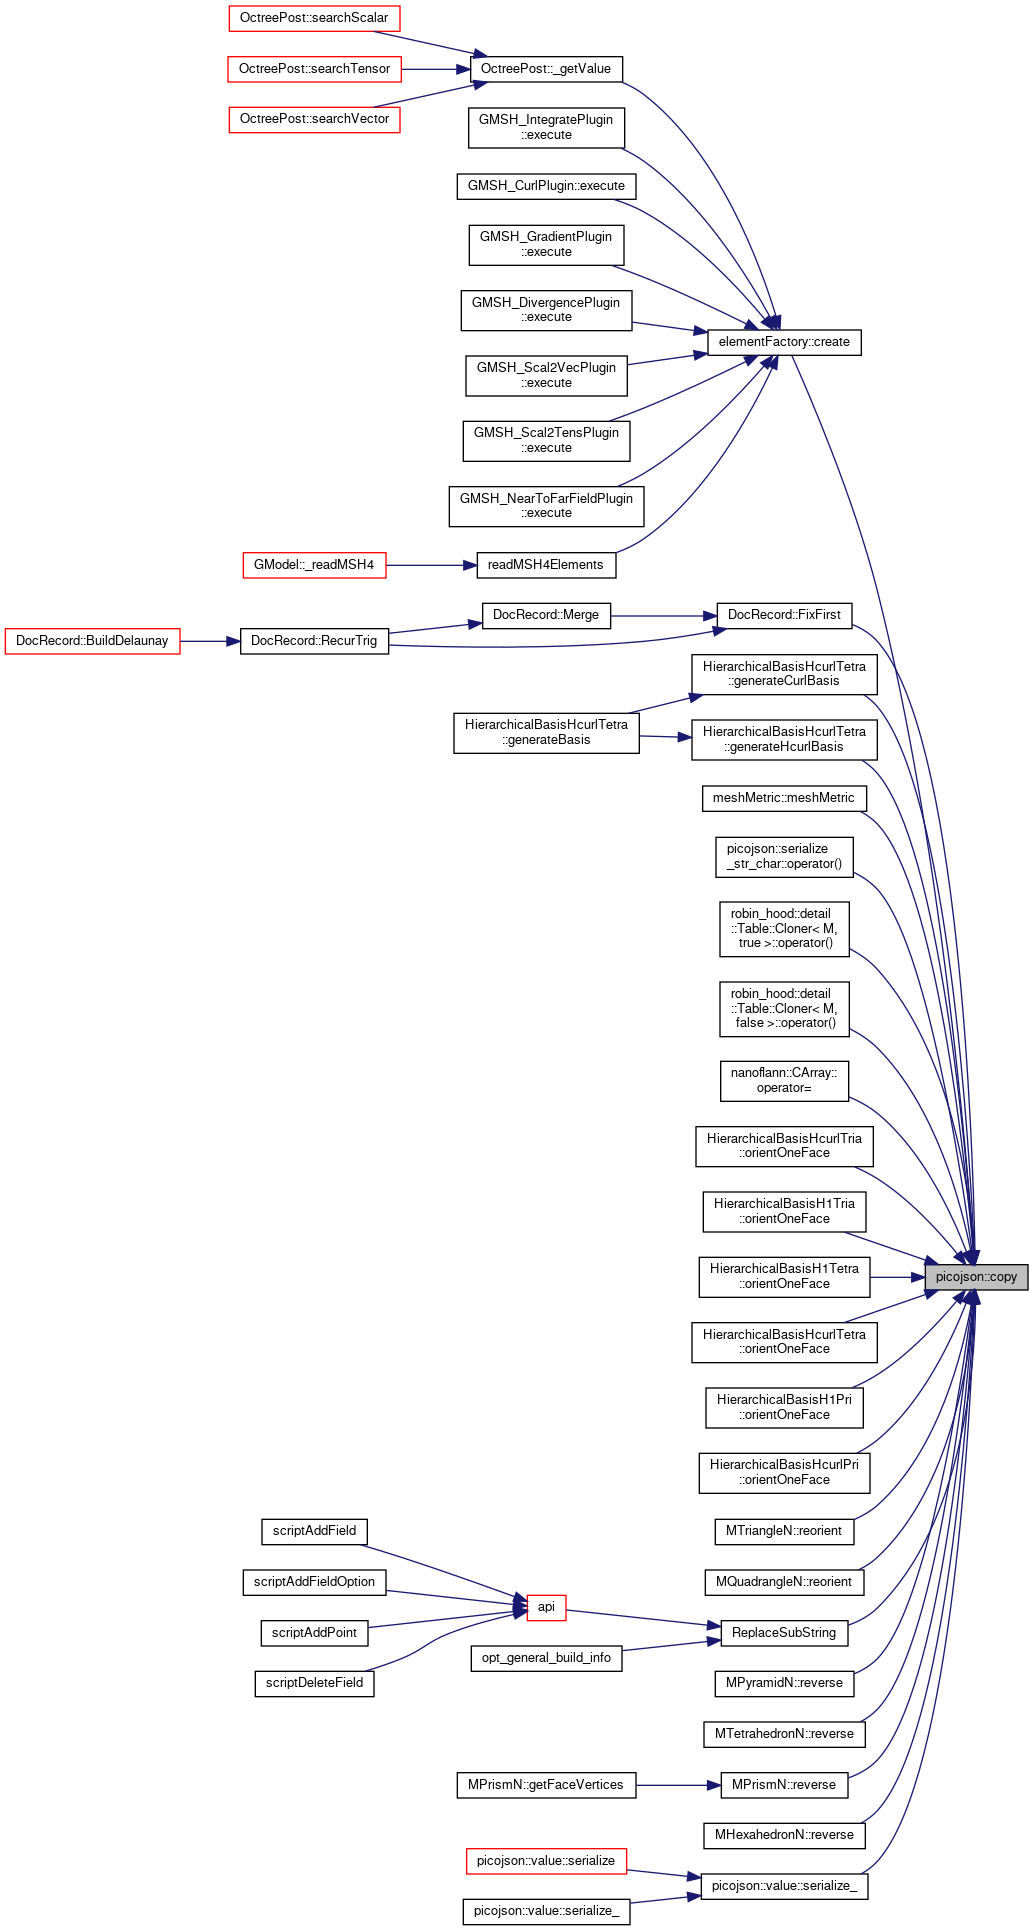 OctreePost::searchScalar
OctreePost::searchTensor
OctreePost::_getValue
OctreePost::searchVector
GMSH_IntegratePlugin
::execute
GMSH_CurlPlugin::execute
GMSH_GradientPlugin
::execute
GMSH_DivergencePlugin
::execute
elementFactory::create
GMSH_Scal2VecPlugin
::execute
GMSH_Scal2TensPlugin
::execute
GMSH_NearToFarFieldPlugin
::execute
GModel::_readMSH4
readMSH4Elements
DocRecord::Merge
DocRecord::FixFirst
DocRecord::BuildDelaunay
DocRecord::RecurTrig
HierarchicalBasisHcurlTetra
::generateCurlBasis
HierarchicalBasisHcurlTetra
::generateBasis
HierarchicalBasisHcurlTetra
::generateHcurlBasis
meshMetric::meshMetric
picojson::serialize
_str_char::operator()
robin_hood::detail
::Table::Cloner< M,
true >::operator()
robin_hood::detail
::Table::Cloner< M,
false >::operator()
nanoflann::CArray::
operator=
HierarchicalBasisHcurlTria
::orientOneFace
HierarchicalBasisH1Tria
::orientOneFace
HierarchicalBasisH1Tetra
::orientOneFace
picojson::copy
HierarchicalBasisHcurlTetra
::orientOneFace
HierarchicalBasisH1Pri
::orientOneFace
HierarchicalBasisHcurlPri
::orientOneFace
scriptAddField
MTriangleN::reorient
scriptAddFieldOption
MQuadrangleN::reorient
api
scriptAddPoint
ReplaceSubString
opt_general_build_info
scriptDeleteField
MPyramidN::reverse
MTetrahedronN::reverse
MPrismN::getFaceVertices
MPrismN::reverse
MHexahedronN::reverse
picojson::value::serialize
picojson::value::serialize_
picojson::value::serialize_